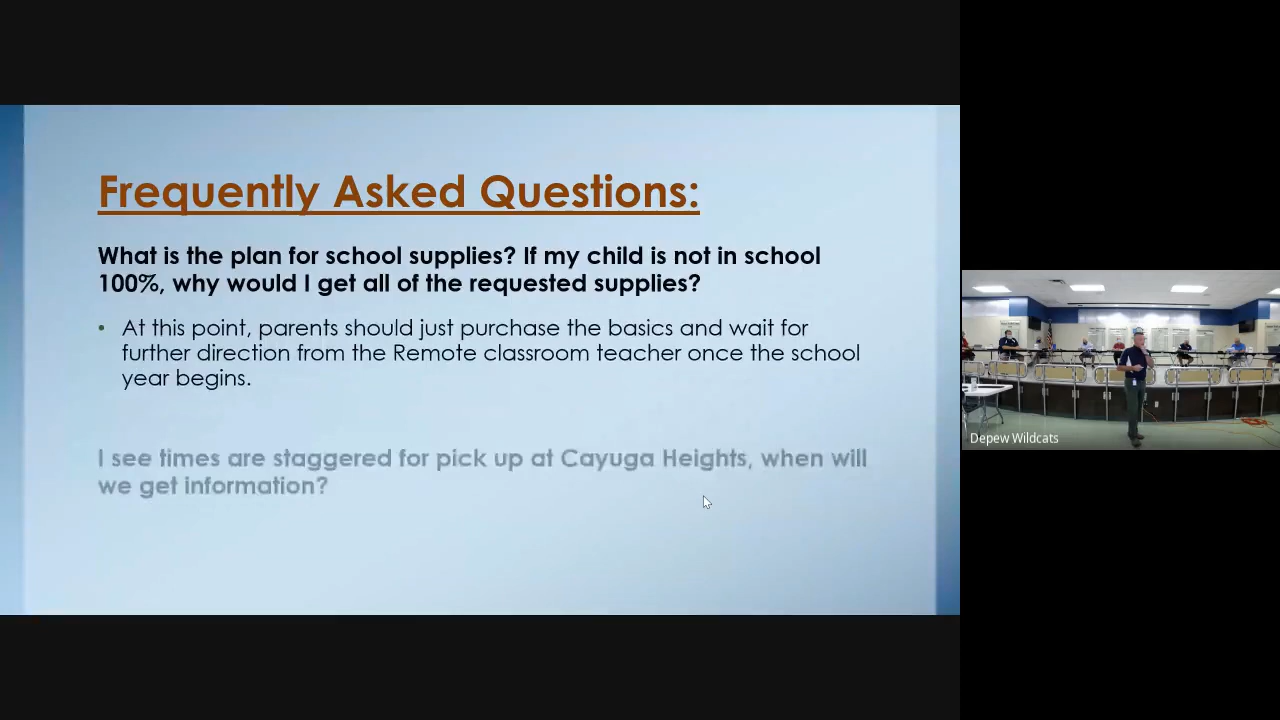 Frequently Asked Questions:
What is the plan for school supplies? If my child is not in school
100%, why would I get all of the requested supplies?
• At this point, parents should just purchase the basics and wait for
further direction from the Remote classroom teacher once the school
year begins.
I see times are staggered for pick up at Cayuga Heights, when will
we get information?
Depew Wildcats